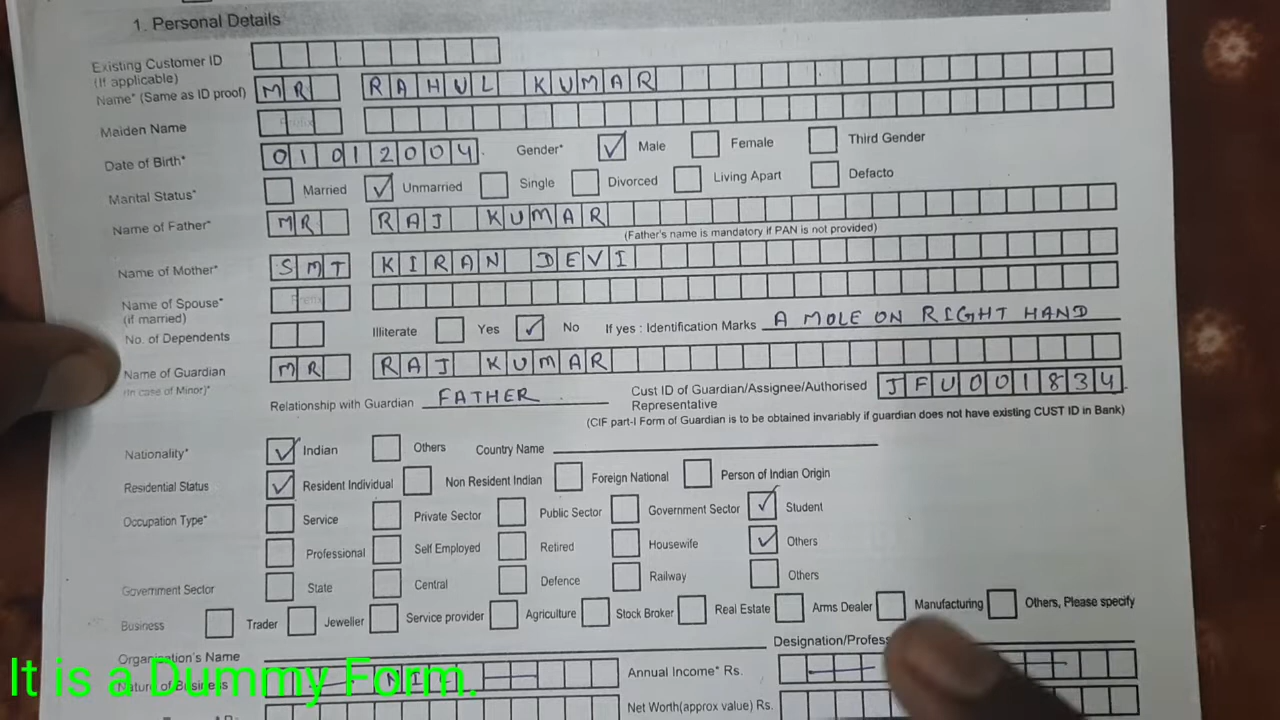 1. Personal Details
Existing Customer ID
(If applicable)
Name* (Same as ID proof) MR RAHUL KUMAR
Maiden Name Prefix
Date of Birth* 01012004 Gender* Male Female Third Gender
Marital Status* Married Unmarried Single Divorced Living Apart Defacto
Name of Father* MR RAJ KUMAR
(Father's name is mandatory if PAN is not provided)
Name of Mother* SMT KIRAN DEVI
Name of Spouse* Prefix
(if married)
No. of Dependents Illiterate Yes No If yes : Identification Marks A MOLE ON RIGHT HAND
Name of Guardian MR RAJ KUMAR
(In case of Minor)*
Relationship with Guardian FATHER Cust ID of Guardian/Assignee/Authorised JFU001834
Representative
(CIF part-I Form of Guardian is to be obtained invariably if guardian does not have existing CUST ID in Bank)
Nationality* Indian Others Country Name
Residential Status Resident Individual Non Resident Indian Foreign National Person of Indian Origin
Occupation Type* Service Private Sector Public Sector Government Sector Student
Professional Self Employed Retired Housewife Others
Government Sector State Central Defence Railway Others
Business Trader Jeweller Service provider Agriculture Stock Broker Real Estate Arms Dealer Manufacturing Others, Please specify
Organisation's Name
Nature of Business Annual Income* Rs.
Net Worth(approx value) Rs.
It is a Dummy Form.